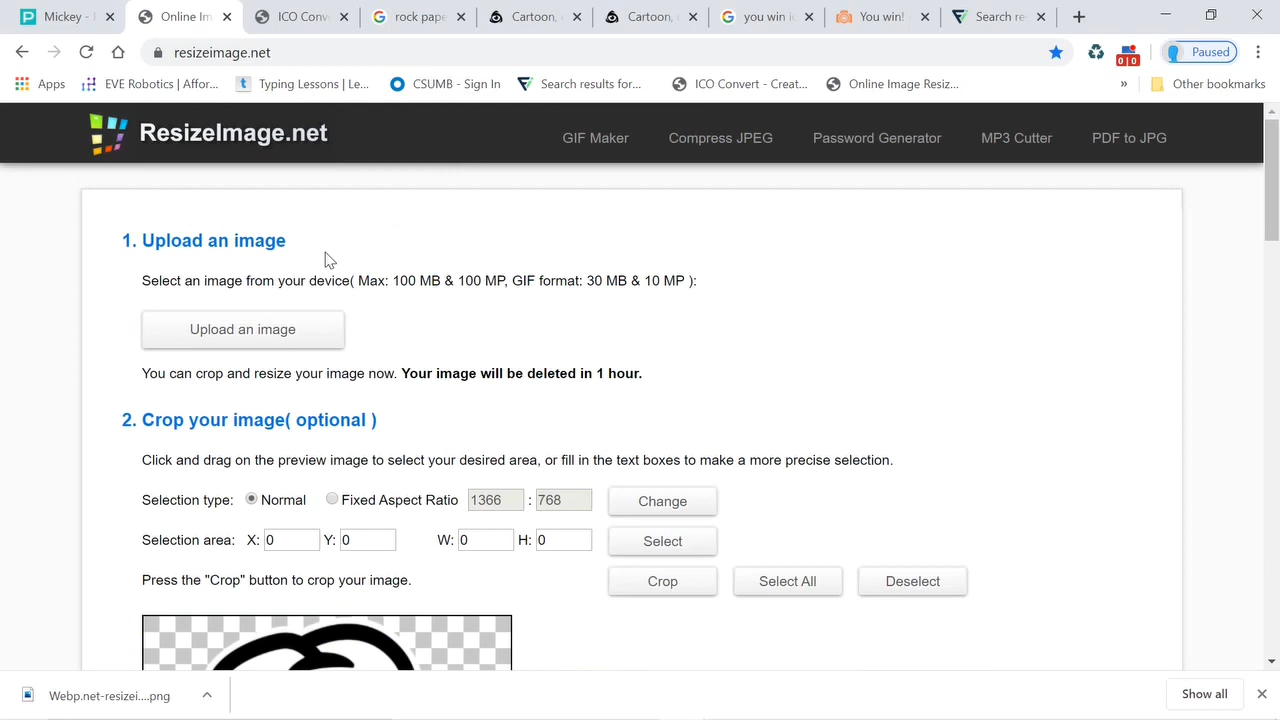 Mickey -
Online Im
ICO Conv
rock pape
Cartoon, c
Cartoon, c
you win ic
You win!
Search re
resizeimage.net
Paused
Apps
EVE Robotics | Affor...
Typing Lessons | Le...
CSUMB - Sign In
Search results for...
ICO Convert - Creat...
Online Image Resiz...
»
Other bookmarks
ResizeImage.net
GIF Maker
Compress JPEG
Password Generator
MP3 Cutter
PDF to JPG
1. Upload an image
Select an image from your device( Max: 100 MB & 100 MP, GIF format: 30 MB & 10 MP ):
Upload an image
You can crop and resize your image now. Your image will be deleted in 1 hour.
2. Crop your image( optional )
Click and drag on the preview image to select your desired area, or fill in the text boxes to make a more precise selection.
Selection type: Normal Fixed Aspect Ratio 1366 : 768 Change
Selection area: X: 0 Y: 0 W: 0 H: 0 Select
Press the "Crop" button to crop your image. Crop Select All Deselect
Webp.net-resizei....png
Show all